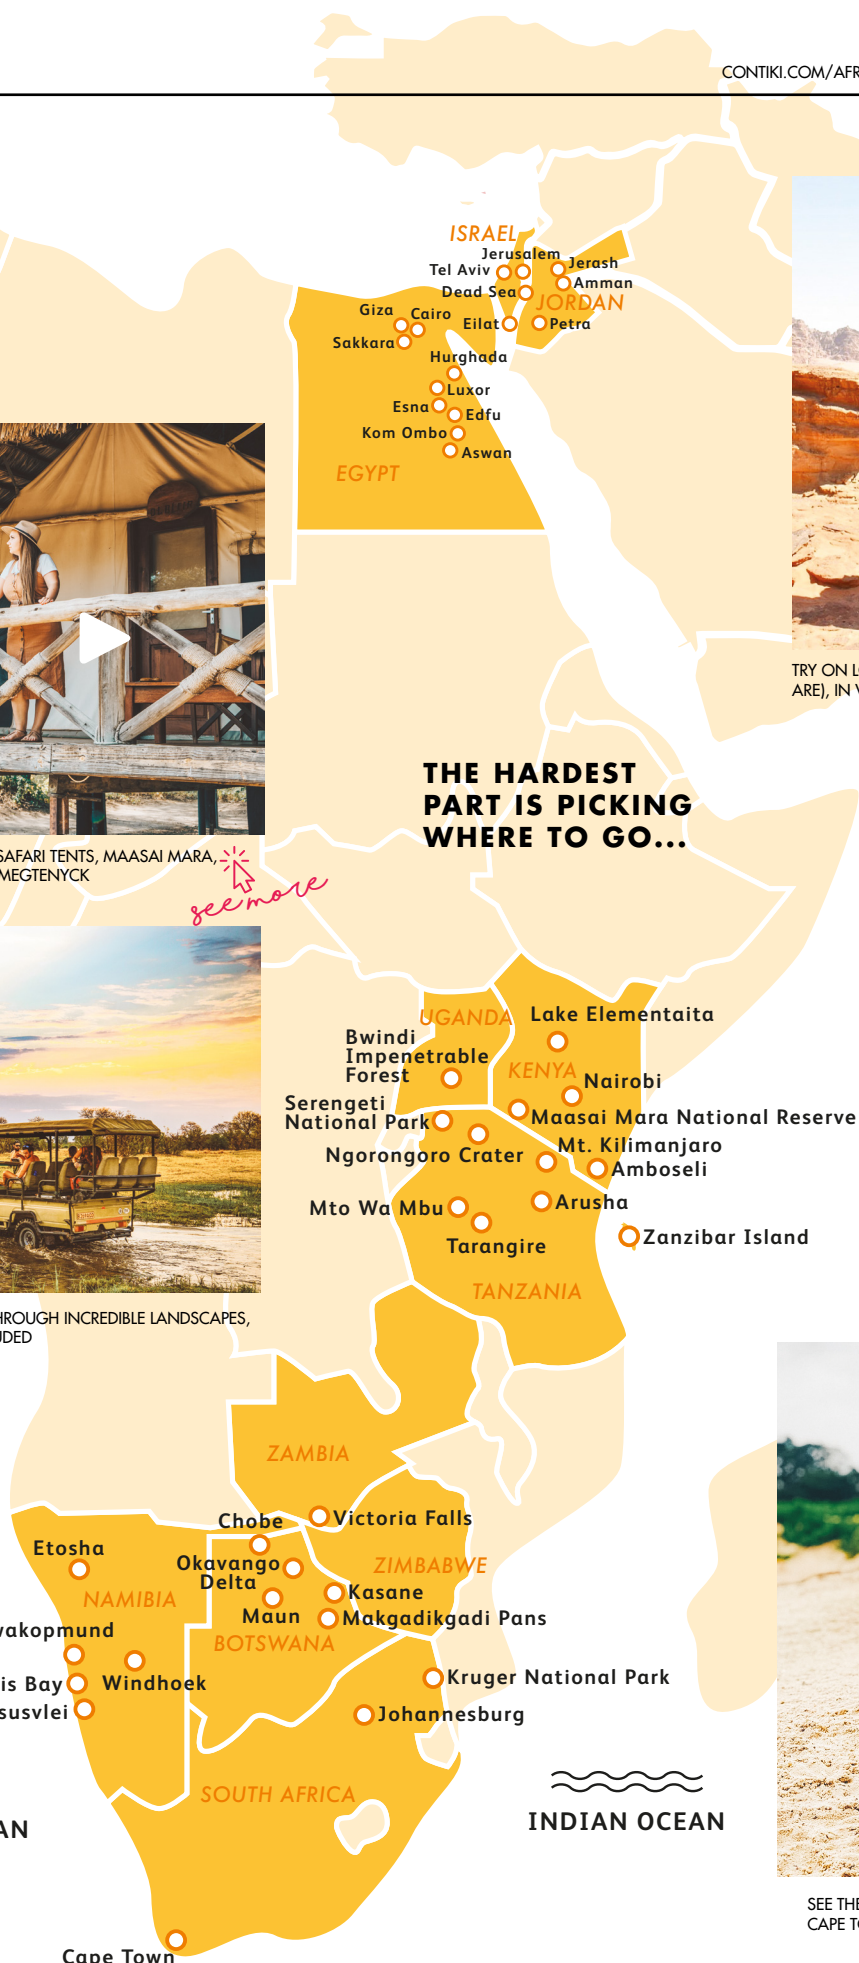 CONTIKI.COM/AFR
ISRAEL
Jerusalem
Tel Aviv
Jerash
Amman
Dead Sea
JORDAN
Giza
Cairo
Eilat
Petra
Sakkara
Hurghada
Luxor
Esna
Edfu
Kom Ombo
Aswan
EGYPT
TRY ON L
ARE), IN
THE HARDEST
PART IS PICKING
WHERE TO GO...
SAFARI TENTS, MAASAI MARA,
MEGTENYCK
see more
UGANDA
Lake Elementaita
Bwindi
Impenetrable
Forest
KENYA
Nairobi
Serengeti
National Park
Maasai Mara National Reserve
Ngorongoro Crater
Mt. Kilimanjaro
Amboseli
Mto Wa Mbu
Arusha
Tarangire
Zanzibar Island
TANZANIA
HROUGH INCREDIBLE LANDSCAPES,
UDED
ZAMBIA
Chobe
Victoria Falls
Etosha
Okavango
Delta
ZIMBABWE
NAMIBIA
Kasane
Maun
Makgadikgadi Pans
vakopmund
BOTSWANA
is Bay
Windhoek
Kruger National Park
susvlei
Johannesburg
SOUTH AFRICA
INDIAN OCEAN
AN
SEE THE
CAPE TO
Cape Town